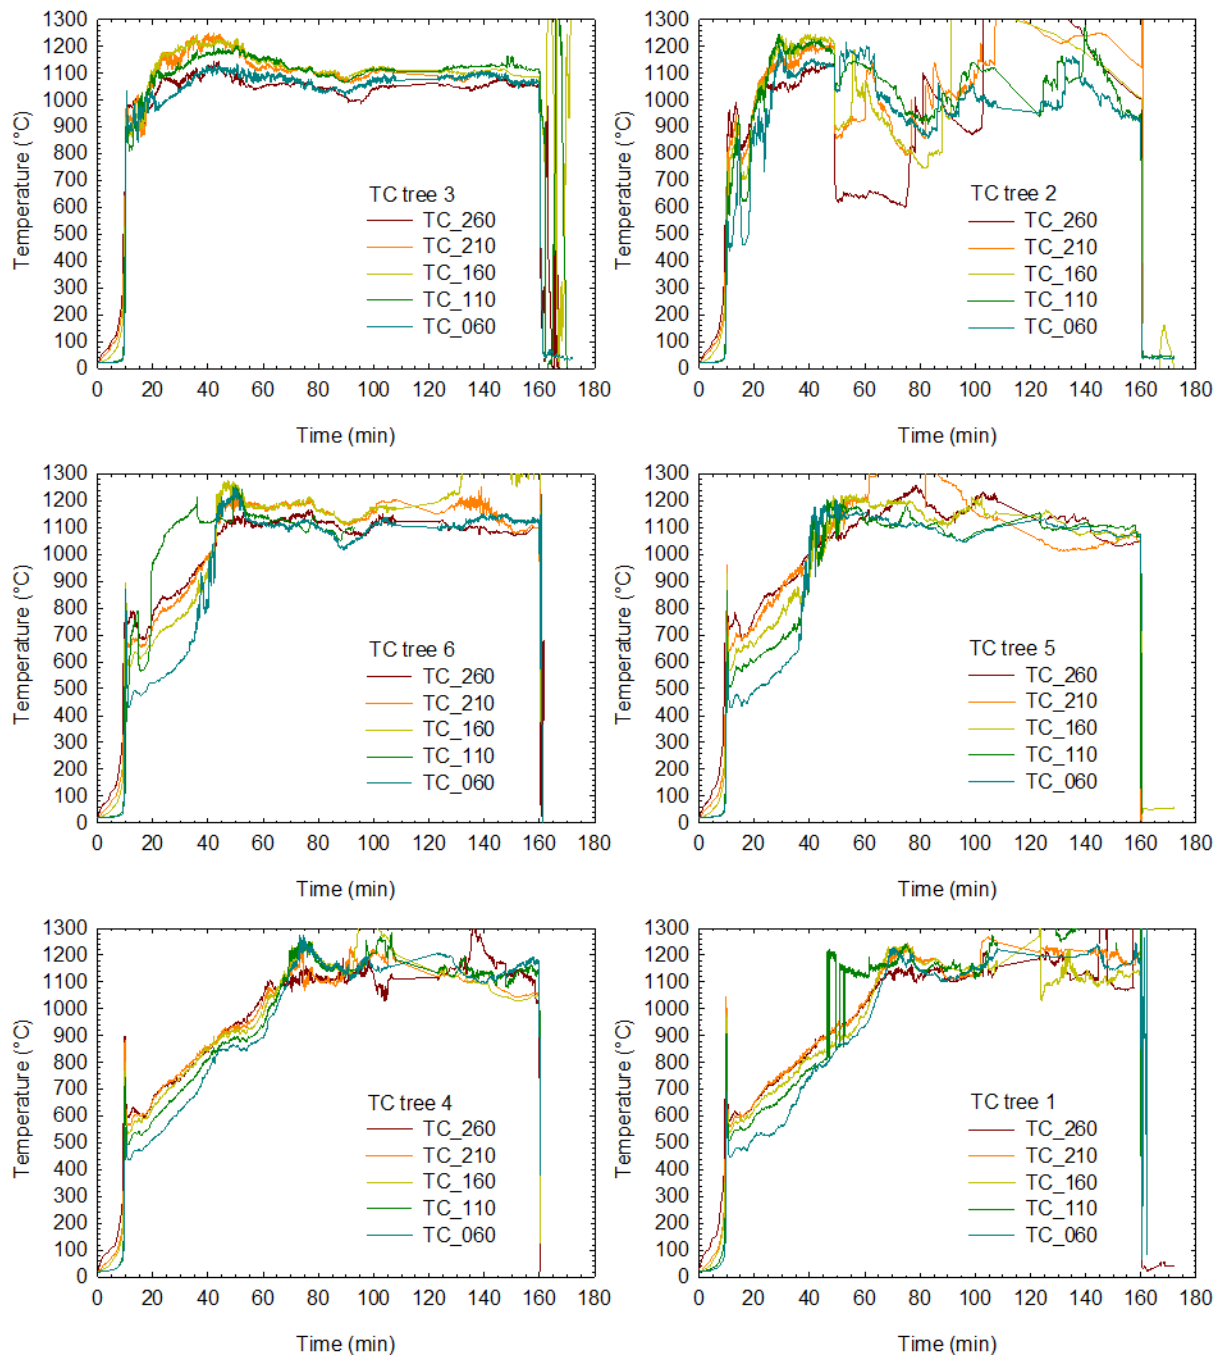 1300
1200
1100
1000
900
800
700
600
500
400
300
200
100
0
Temperature (°C)
TC tree 3
TC_260
TC_210
TC_160
TC_110
TC_060
0 20 40 60 80 100 120 140 160 180
Time (min)
1300
1200
1100
1000
900
800
700
600
500
400
300
200
100
0
Temperature (°C)
TC tree 2
TC_260
TC_210
TC_160
TC_110
TC_060
0 20 40 60 80 100 120 140 160 180
Time (min)
1300
1200
1100
1000
900
800
700
600
500
400
300
200
100
0
Temperature (°C)
TC tree 6
TC_260
TC_210
TC_160
TC_110
TC_060
0 20 40 60 80 100 120 140 160 180
Time (min)
1300
1200
1100
1000
900
800
700
600
500
400
300
200
100
0
Temperature (°C)
TC tree 5
TC_260
TC_210
TC_160
TC_110
TC_060
0 20 40 60 80 100 120 140 160 180
Time (min)
1300
1200
1100
1000
900
800
700
600
500
400
300
200
100
0
Temperature (°C)
TC tree 4
TC_260
TC_210
TC_160
TC_110
TC_060
0 20 40 60 80 100 120 140 160 180
Time (min)
1300
1200
1100
1000
900
800
700
600
500
400
300
200
100
0
Temperature (°C)
TC tree 1
TC_260
TC_210
TC_160
TC_110
TC_060
0 20 40 60 80 100 120 140 160 180
Time (min)